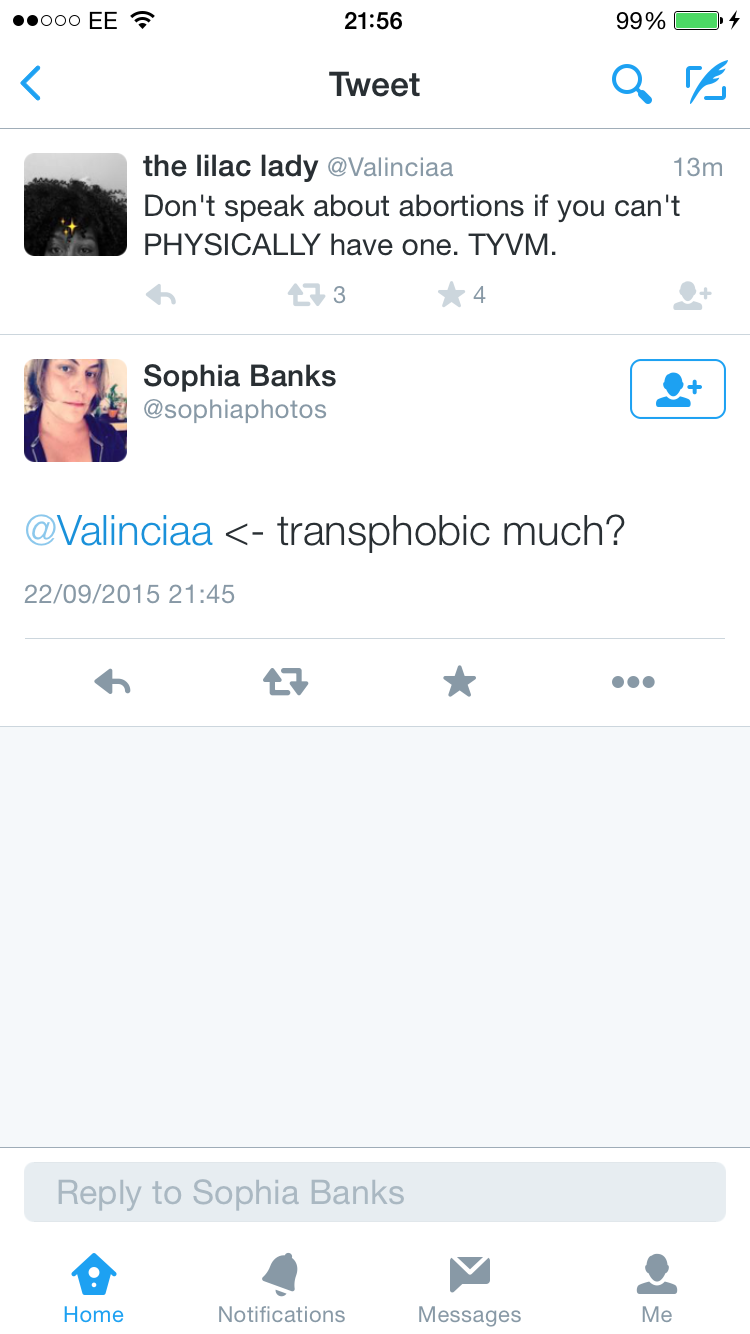 EE 21:56 99%
Tweet
the lilac lady @Valinciaa 13m
Don't speak about abortions if you can't
PHYSICALLY have one. TYVM.
3 4
Sophia Banks
@sophiaphotos
@Valinciaa <- transphobic much?
22/09/2015 21:45
Reply to Sophia Banks
Home Notifications Messages Me